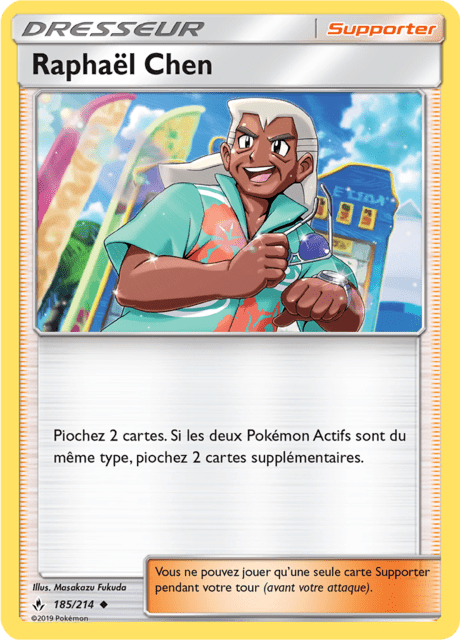 DRESSEUR
Supporter
Raphaël Chen
Piochez 2 cartes. Si les deux Pokémon Actifs sont du
même type, piochez 2 cartes supplémentaires.
Illus. Masakazu Fukuda
185/214
©2019 Pokémon
Vous ne pouvez jouer qu'une seule carte Supporter
pendant votre tour (avant votre attaque).